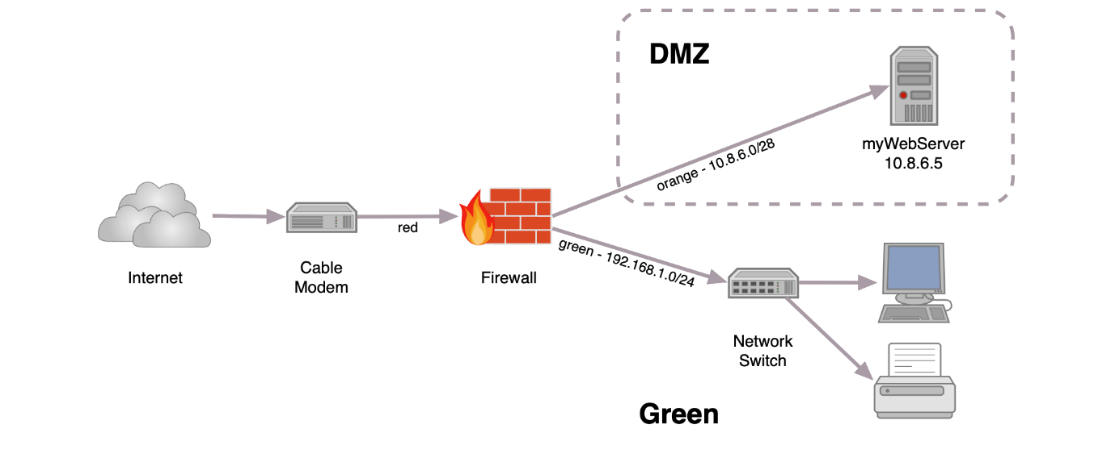 DMZ
myWebServer
10.8.6.5
orange - 10.8.6.0/28
red
green - 192.168.1.0/24
Internet
Cable
Modem
Firewall
Network
Switch
Green